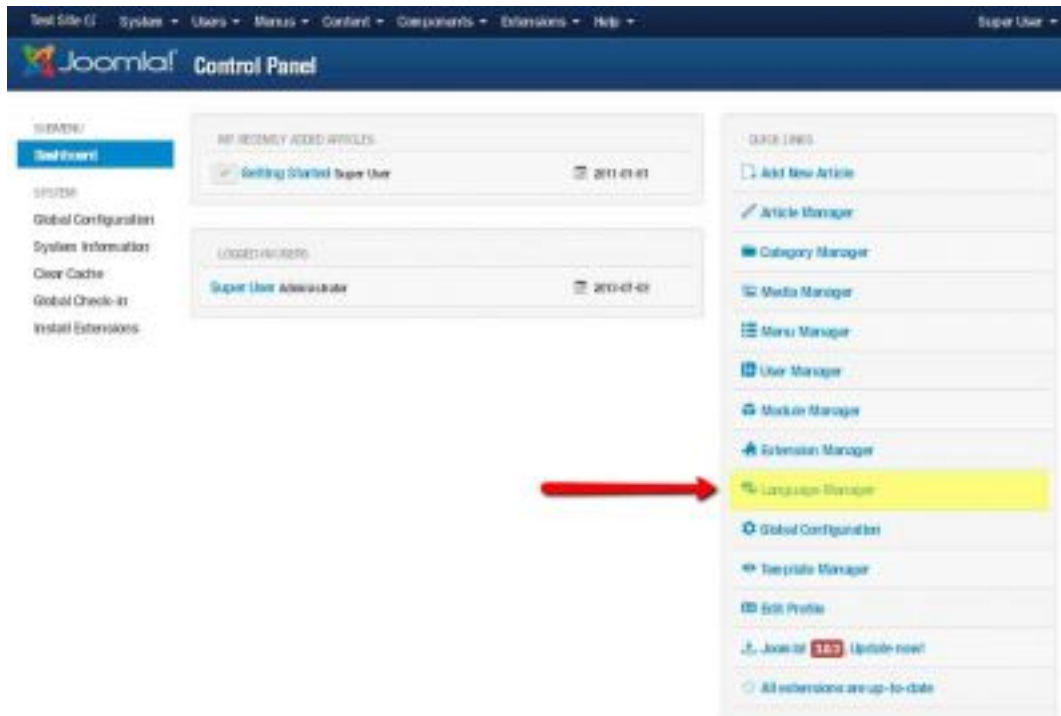 System Users Menus Content Components Extensions Help Super User
Joomla! Control Panel
SUBMENU
Dashboard
SYSTEM
Global Configuration
System Information
Clear Cache
Global Check-in
Install Extensions
MY RECENTLY ADDED ARTICLES
Getting Started Super User
LOGGED-IN USERS
Super User Administrator
QUICK LINKS
Add New Article
Article Manager
Category Manager
Media Manager
Menu Manager
User Manager
Module Manager
Extension Manager
Language Manager
Global Configuration
Template Manager
Edit Profile
Joomla! Update now!
All extensions are up-to-date